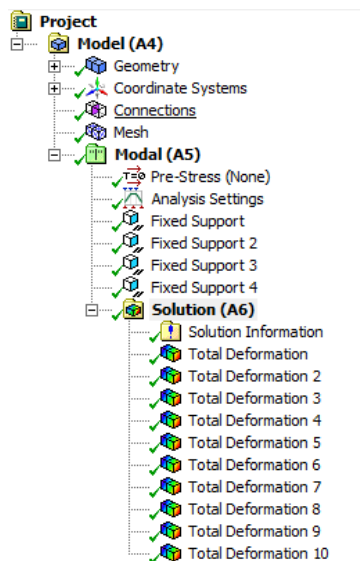 Project
Model (A4)
Geometry
Coordinate Systems
Connections
Mesh
Modal (A5)
T=0 Pre-Stress (None)
Analysis Settings
Fixed Support
Fixed Support 2
Fixed Support 3
Fixed Support 4
Solution (A6)
Solution Information
Total Deformation
Total Deformation 2
Total Deformation 3
Total Deformation 4
Total Deformation 5
Total Deformation 6
Total Deformation 7
Total Deformation 8
Total Deformation 9
Total Deformation 10